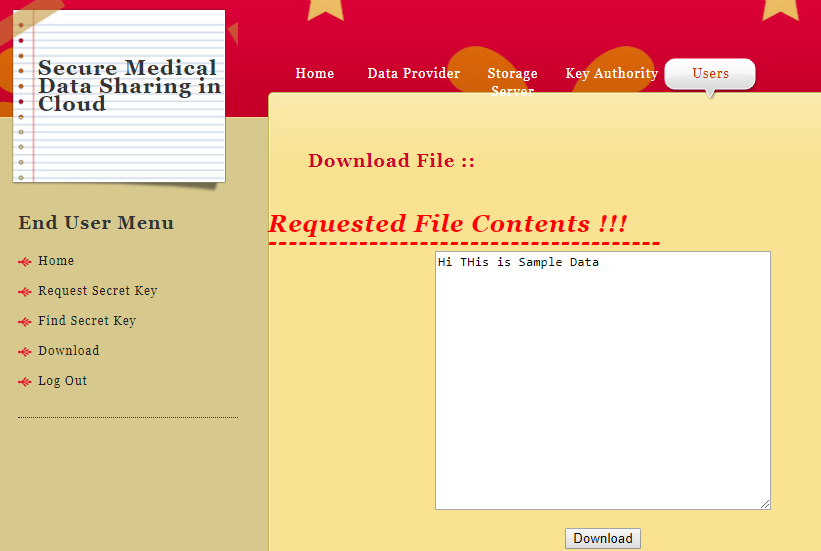 Secure Medical
Data Sharing in
Cloud
Home
Data Provider
Storage
Server
Key Authority
Users
Download File ::
Requested File Contents !!!
Hi THis is Sample Data
Download
End User Menu
Home
Request Secret Key
Find Secret Key
Download
Log Out